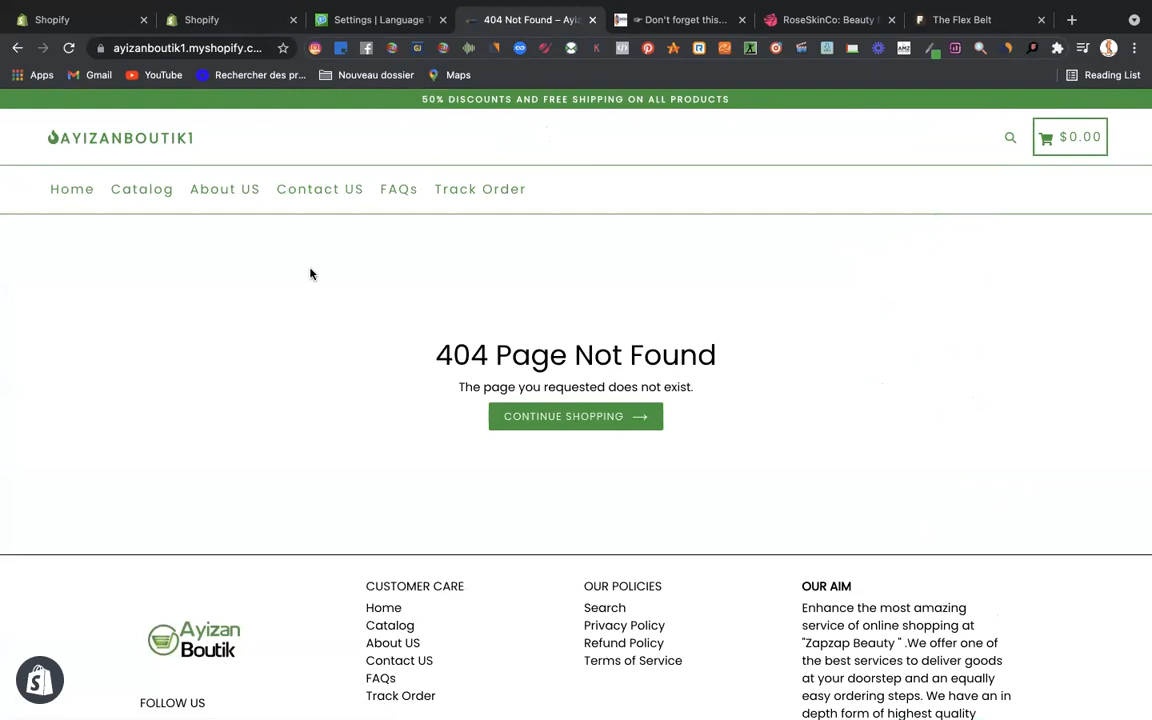 Shopify
Shopify
Settings | Language T
404 Not Found – Ayiz
Don't forget this...
RoseSkinCo: Beauty
The Flex Belt
ayizanboutik1.myshopify.c...
Apps
Gmail
YouTube
Rechercher des pr...
Nouveau dossier
Maps
Reading List
50% DISCOUNTS AND FREE SHIPPING ON ALL PRODUCTS
AYIZANBOUTIK1
$0.00
Home
Catalog
About US
Contact US
FAQs
Track Order
404 Page Not Found
The page you requested does not exist.
CONTINUE SHOPPING
Ayizan
Boutik
FOLLOW US
CUSTOMER CARE
Home
Catalog
About US
Contact US
FAQs
Track Order
OUR POLICIES
Search
Privacy Policy
Refund Policy
Terms of Service
OUR AIM
Enhance the most amazing
service of online shopping at
"Zapzap Beauty " .We offer one of
the best services to deliver goods
at your doorstep and an equally
easy ordering steps. We have an in
depth form of highest quality